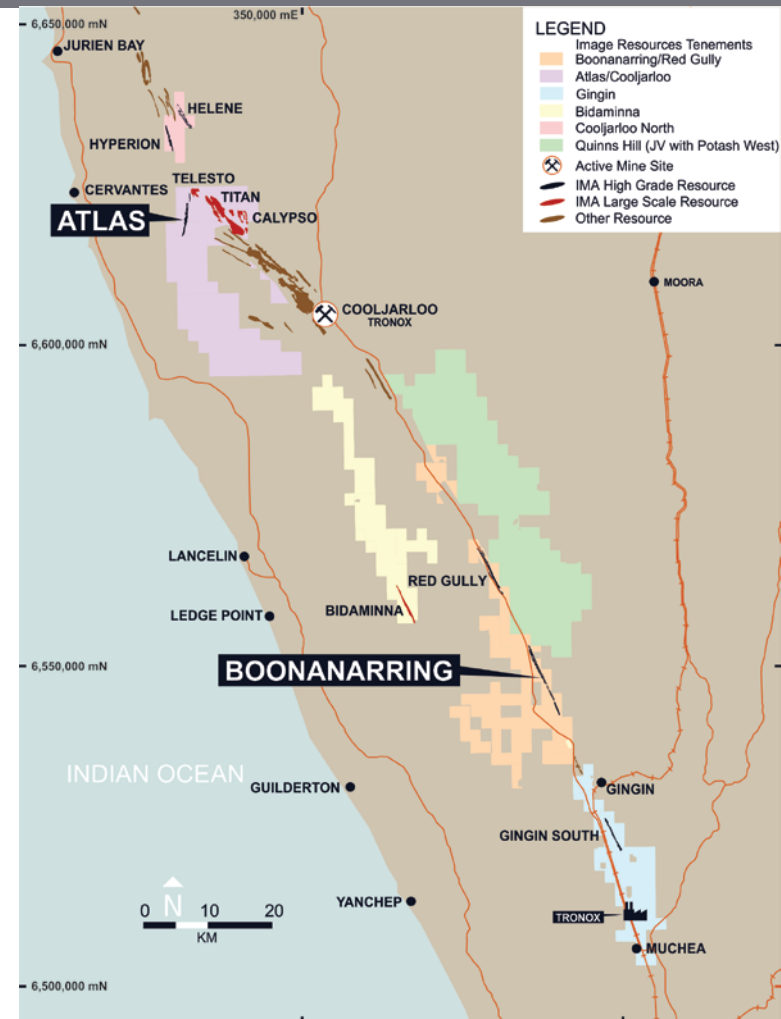 6,650,000 mN
350,000 mE
JURIEN BAY
HELENE
HYPERION
TELESTO
CERVANTES
TITAN
ATLAS
CALYPSO
COOLJARLOO
TRONOX
6,600,000 mN
MOORA
LANCELIN
RED GULLY
LEDGE POINT
BIDAMINNA
6,550,000 mN
BOONANARRING
INDIAN OCEAN
GUILDERTON
GINGIN
GINGIN SOUTH
YANCHEP
TRONOX
MUCHEA
0 N 10 20
KM
6,500,000 mN
LEGEND
Image Resources Tenements
Boonanarring/Red Gully
Atlas/Cooljarloo
Gingin
Bidaminna
Cooljarloo North
Quinns Hill (JV with Potash West)
Active Mine Site
IMA High Grade Resource
IMA Large Scale Resource
Other Resource